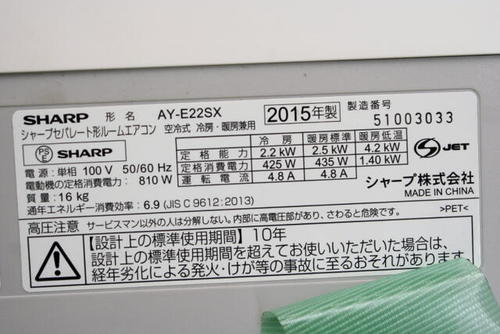 SHARP 形名 AY-E22SX 2015年製 製造番号
シャープセパレート形ルームエアコン 空冷式 冷房・暖房兼用 51003033
PS E SHARP
冷房 暖房標準 暖房低温
定格能力 2.2 kW 2.5 kW 4.2 kW
定格消費電力 425 W 435 W 1.40 kW
運転電流 4.8 A 4.8 A
S JET
電源：単相 100 V 50/60 Hz
電動機の定格消費電力： 810 W
質量：16 kg
通年エネルギー消費効率： 6.9 (JIS C 9612:2013)
シャープ株式会社
MADE IN CHINA
高圧注意 サービスマン以外の人は分解しない。内部に高電圧部があり、さわると危険です。 >PET<
【設計上の標準使用期間】10年
設計上の標準使用期間を超えてお使いいただいた場合は、
経年劣化による発火・けが等の事故に至るおそれがあります。